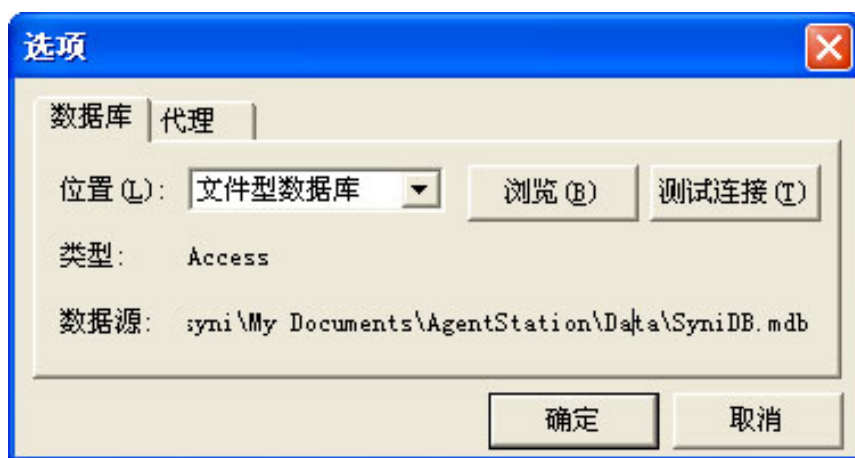 选项
数据库 代理
位置(L): 文件型数据库 浏览(B) 测试连接(T)
类型: Access
数据源: syni\My Documents\AgentStation\Data\SyniDB.mdb
确定 取消